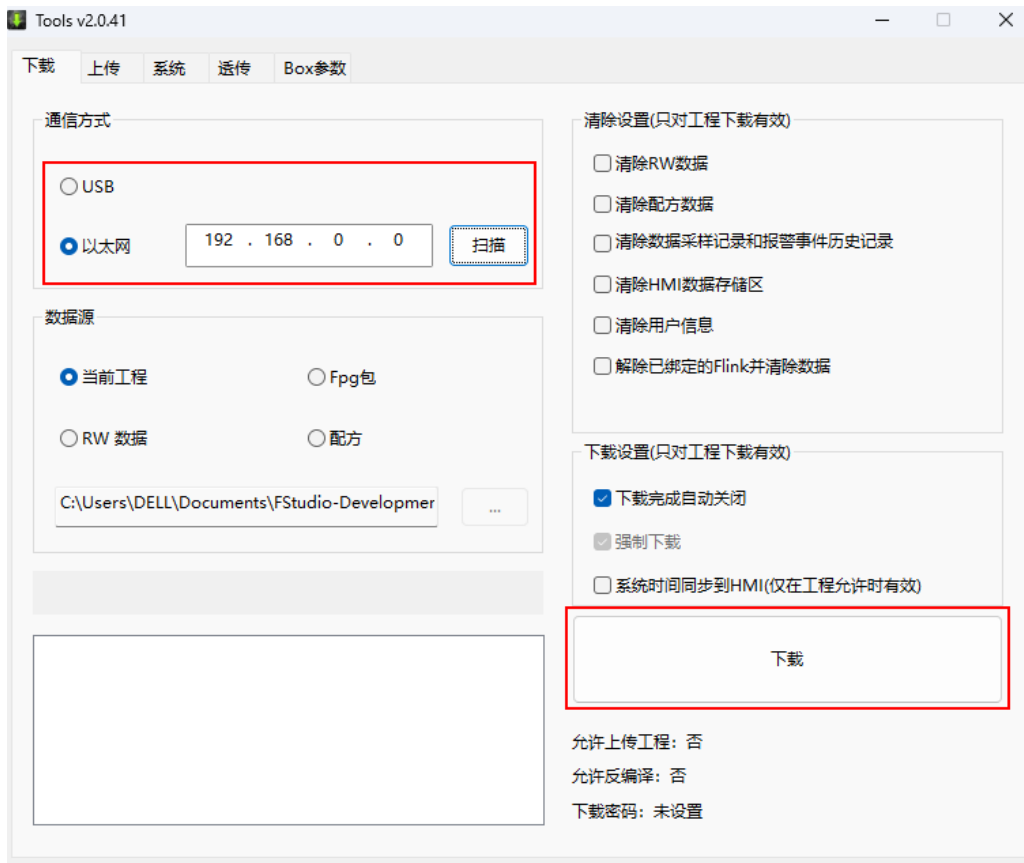 Tools v2.0.41
下载 上传 系统 透传 Box参数
通信方式
USB
以太网 192 . 168 . 0 . 0 扫描
数据源
当前工程 Fpg包
RW 数据 配方
C:\Users\DELL\Documents\FStudio-Developmer ...
清除设置(只对工程下载有效)
清除RW数据
清除配方数据
清除数据采样记录和报警事件历史记录
清除HMI数据存储区
清除用户信息
解除已绑定的Flink并清除数据
下载设置(只对工程下载有效)
下载完成自动关闭
强制下载
系统时间同步到HMI(仅在工程允许时有效)
下载
允许上传工程：否
允许反编译：否
下载密码：未设置